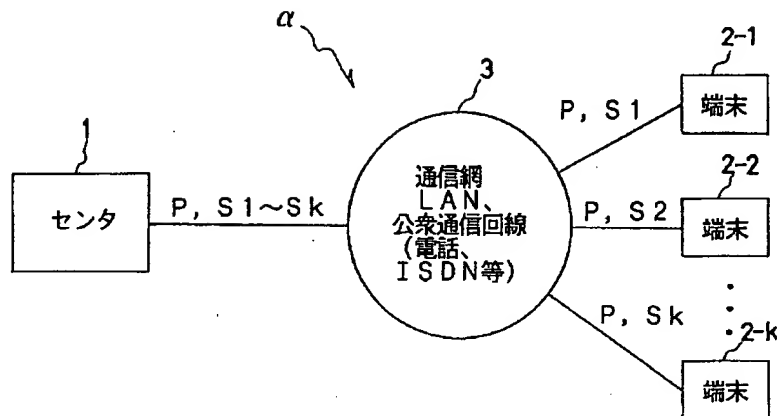 α
1
センタ
P, S1～Sk
3
通信網
LAN、
公衆通信回線
(電話、
ISDN等)
P, S1
2-1
端末
P, S2
2-2
端末
P, Sk
2-k
端末